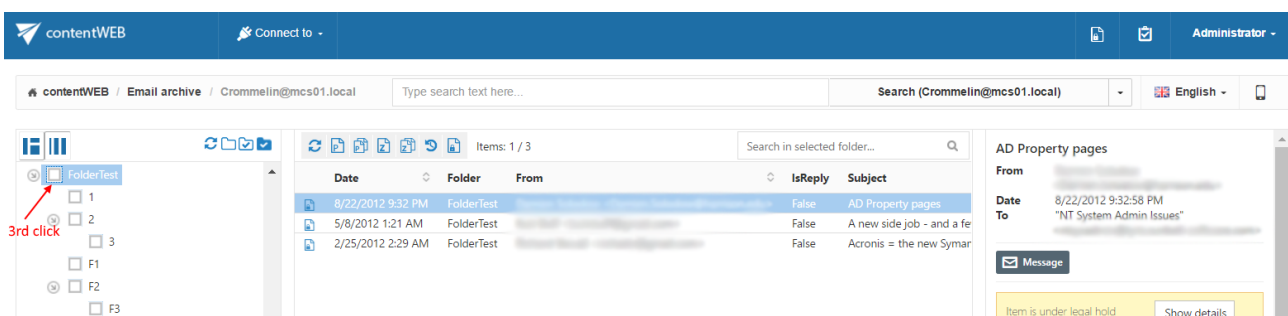 contentWEB
Connect to
Administrator
contentWEB / Email archive / Crommelin@mcs01.local
Type search text here...
Search (Crommelin@mcs01.local)
English
Items: 1 / 3
Search in selected folder...
FolderTest
1
2
3
F1
F2
F3
3rd click
Date Folder From IsReply Subject
8/22/2012 9:32 PM FolderTest False AD Property pages
5/8/2012 1:21 AM FolderTest False A new side job - and a fe
2/25/2012 2:29 AM FolderTest False Acronis = the new Syman
AD Property pages
From
Date 8/22/2012 9:32:58 PM
To "NT System Admin Issues"
Message
Item is under legal hold
Show details